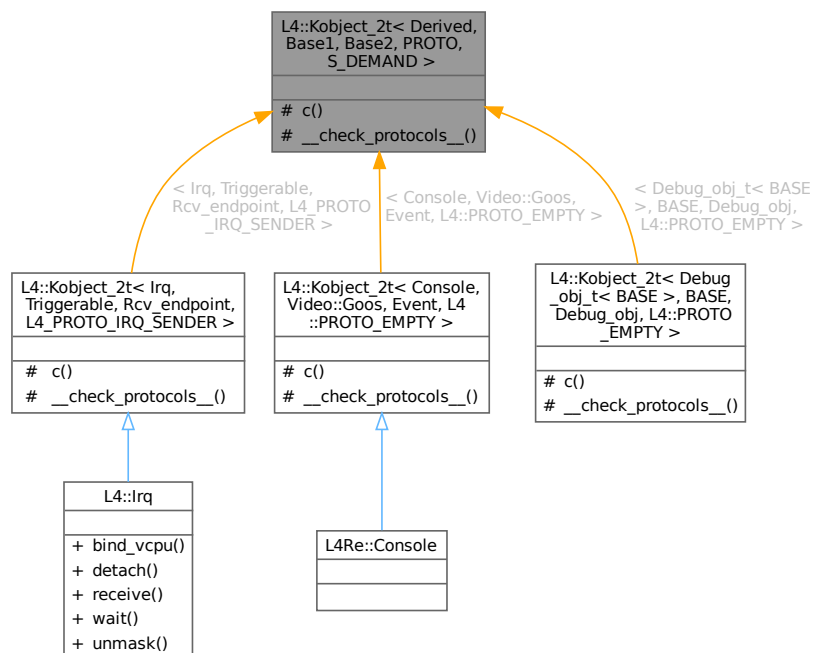 L4::Kobject_2t< Derived,
Base1, Base2, PROTO,
S_DEMAND >
# c()
# __check_protocols__()
< Irq, Triggerable,
Rcv_endpoint, L4_PROTO
_IRQ_SENDER >
< Console, Video::Goos,
Event, L4::PROTO_EMPTY >
< Debug_obj_t< BASE
>, BASE, Debug_obj,
L4::PROTO_EMPTY >
L4::Kobject_2t< Irq,
Triggerable, Rcv_endpoint,
L4_PROTO_IRQ_SENDER >
# c()
# __check_protocols__()
L4::Kobject_2t< Console,
Video::Goos, Event, L4
::PROTO_EMPTY >
# c()
# __check_protocols__()
L4::Kobject_2t< Debug
_obj_t< BASE >, BASE,
Debug_obj, L4::PROTO
_EMPTY >
# c()
# __check_protocols__()
L4::Irq
+ bind_vcpu()
+ detach()
+ receive()
+ wait()
+ unmask()
L4Re::Console